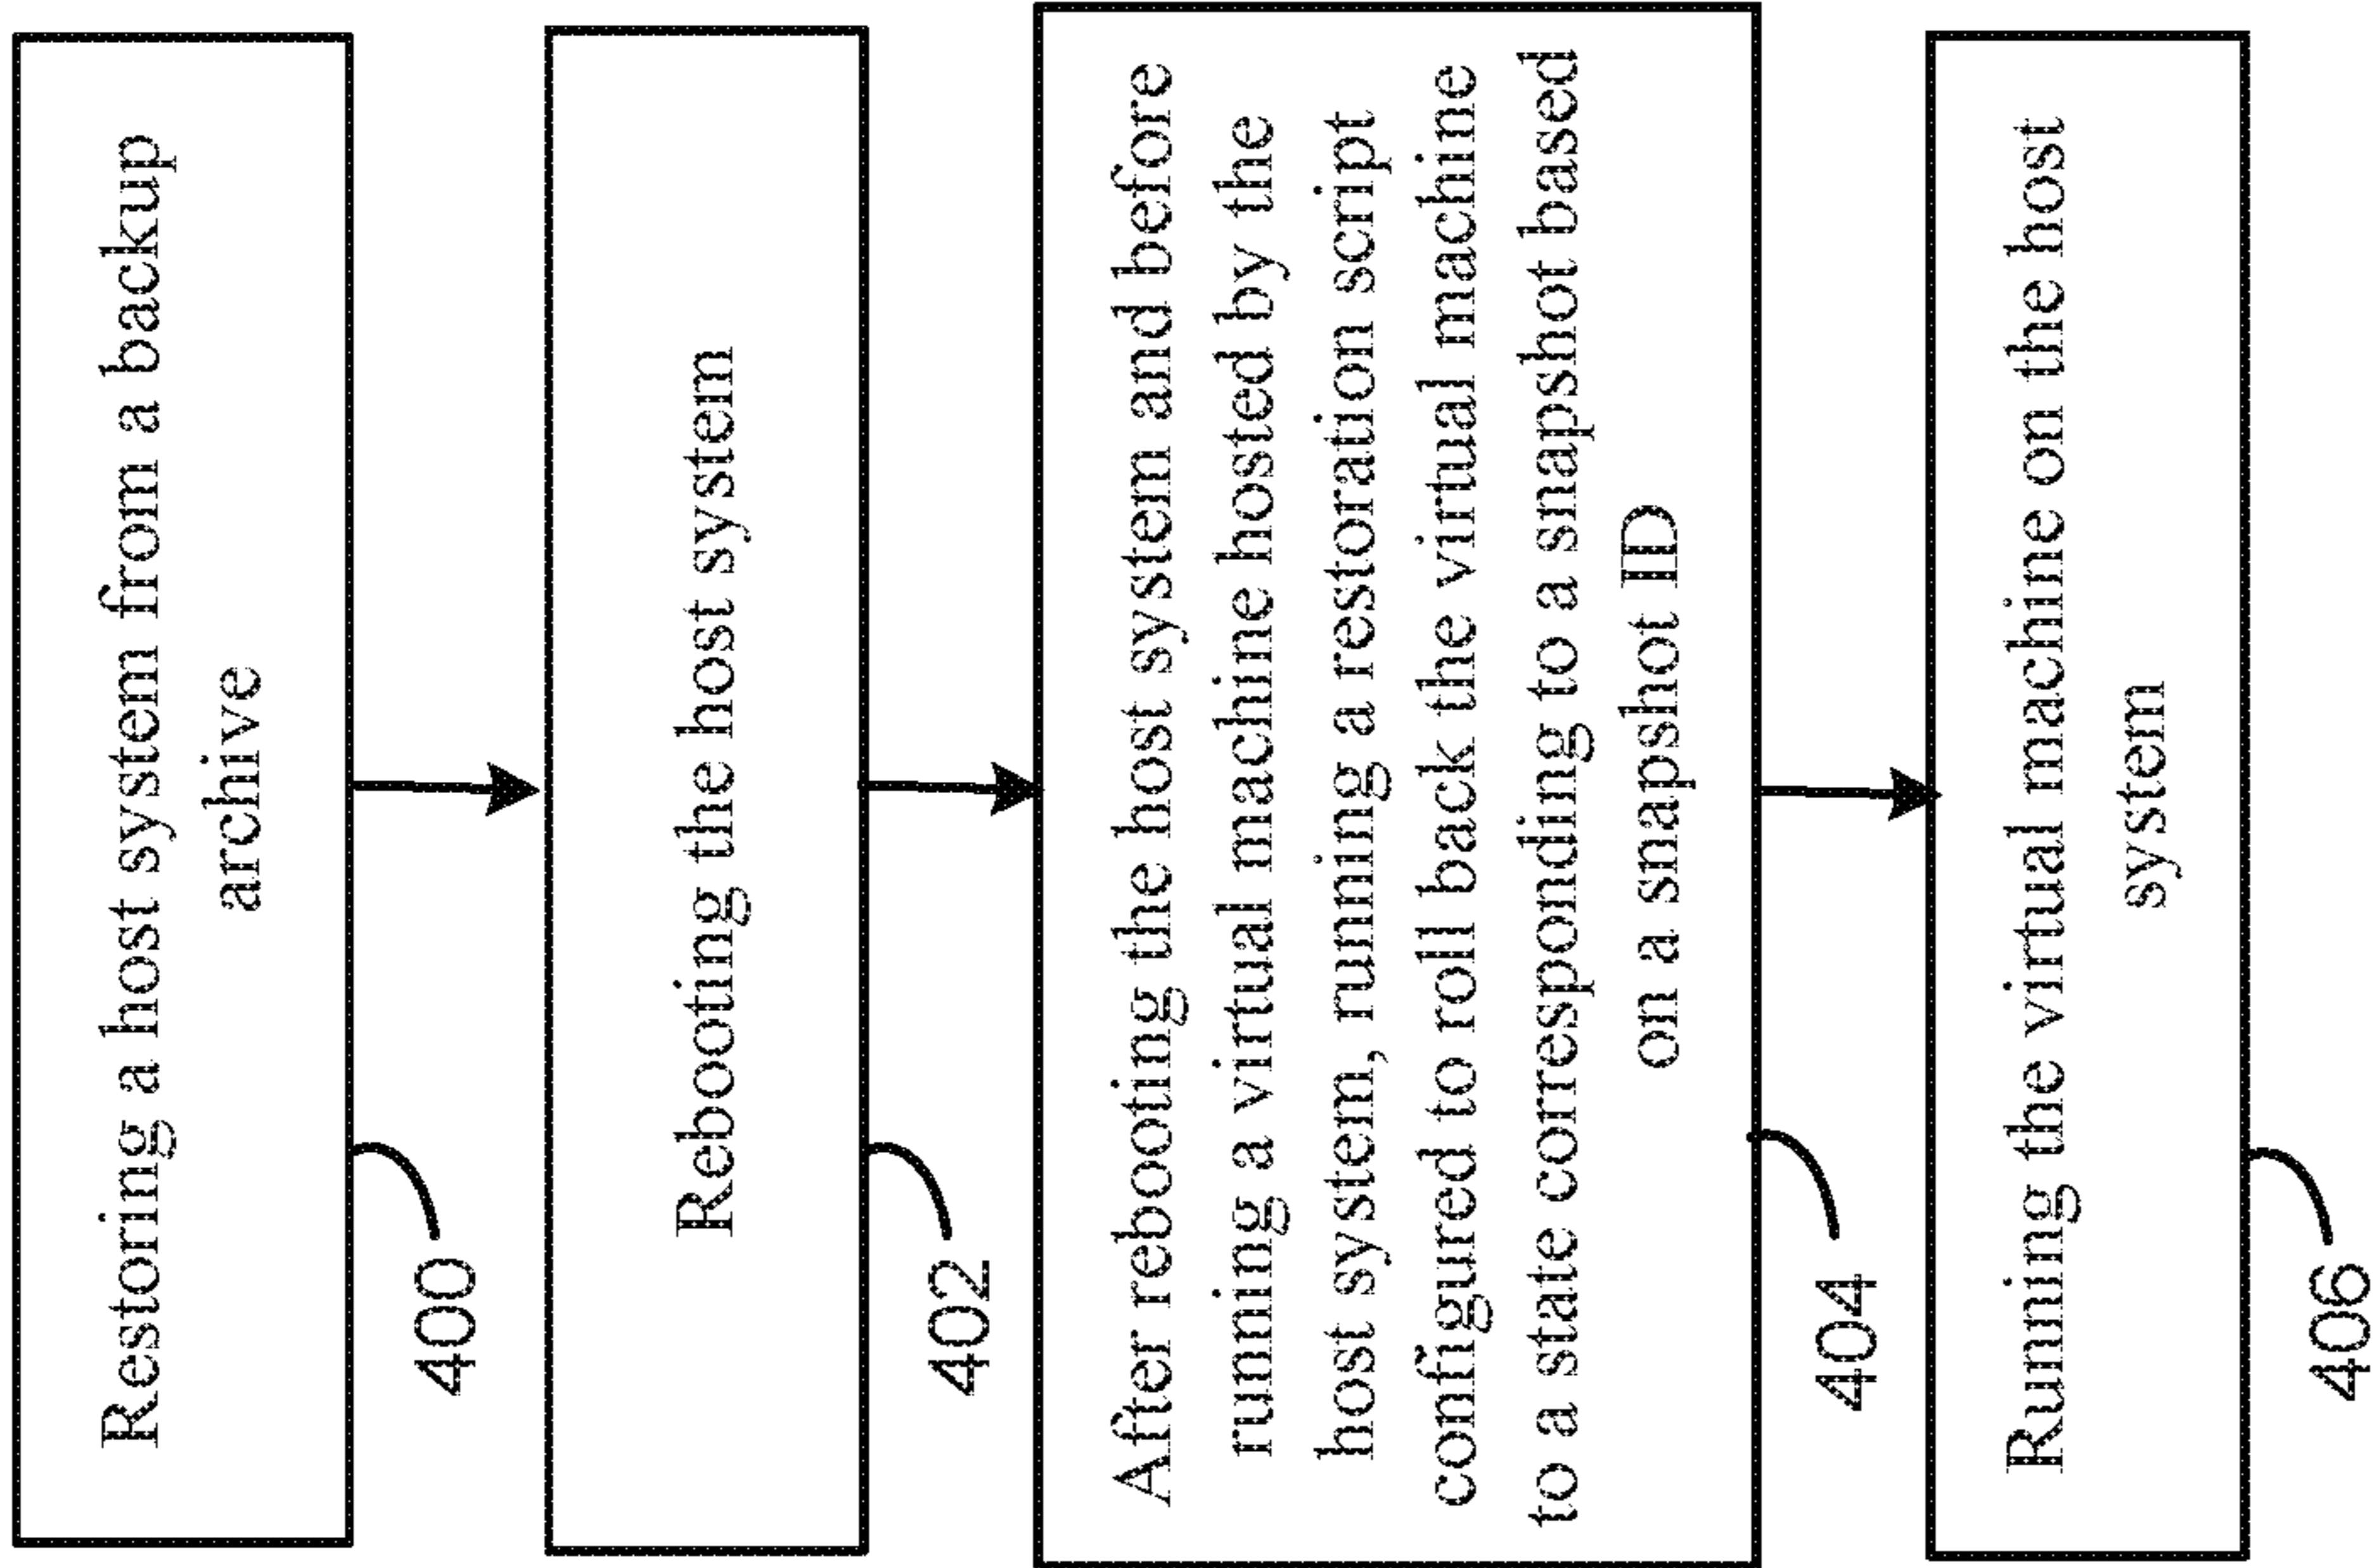 Restoring a host system from a backup
archive
400
Rebooting the host system
402
After rebooting the host system and before
running a virtual machine hosted by the
host system, running a restoration script
configured to roll back the virtual machine
to a state corresponding to a snapshot based
on a snapshot ID
404
Running the virtual machine on the host
system
406